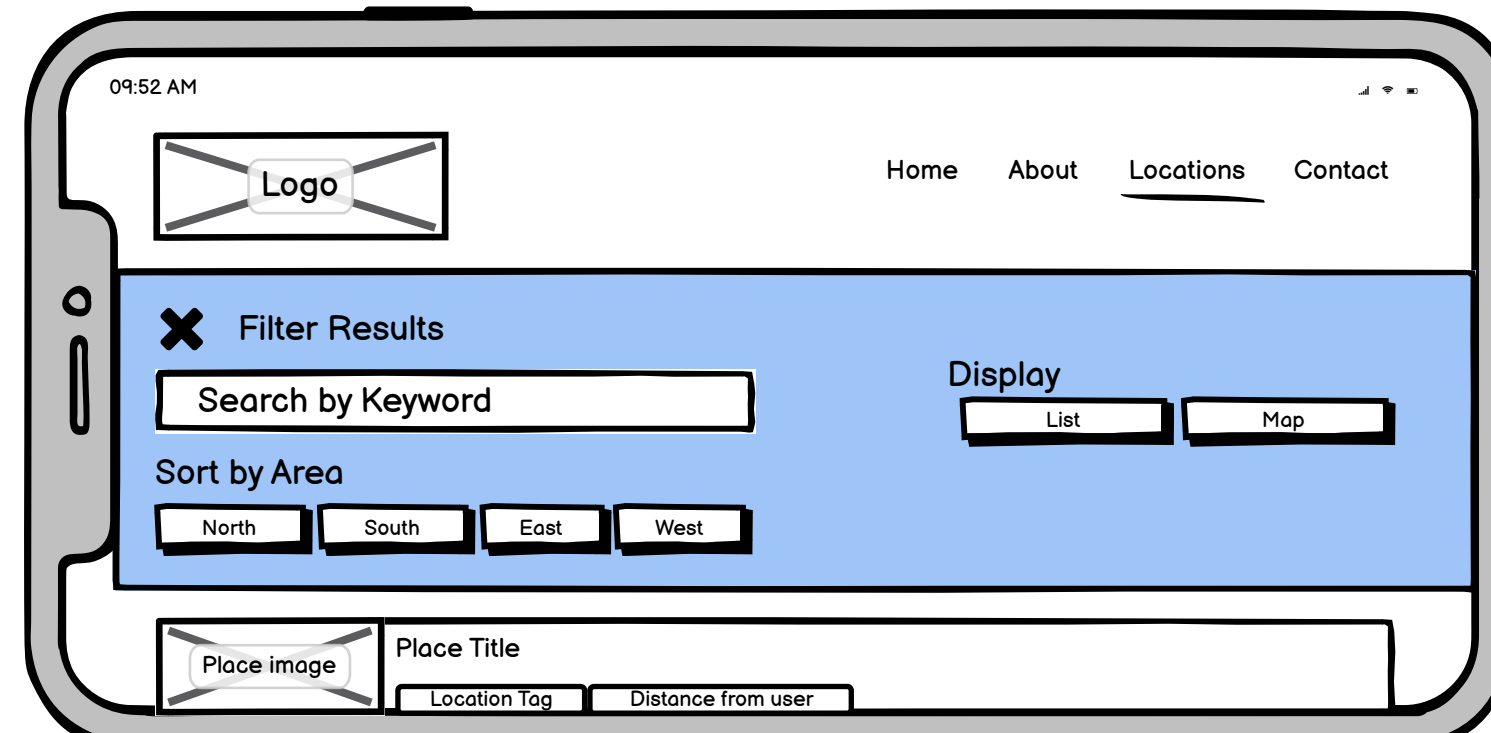 09:52 AM
Logo
Home About Locations Contact
Filter Results
Search by Keyword
Display
List Map
Sort by Area
North South East West
Place image
Place Title
Location Tag Distance from user